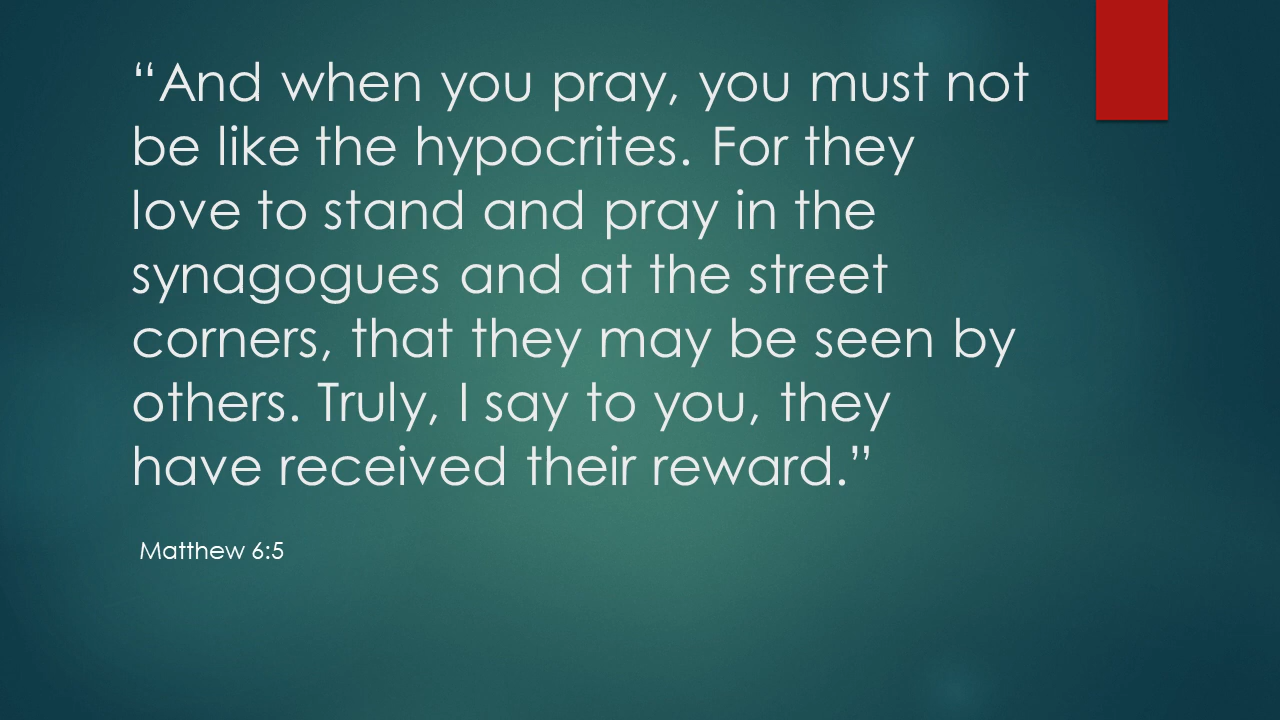 “And when you pray, you must not
be like the hypocrites. For they
love to stand and pray in the
synagogues and at the street
corners, that they may be seen by
others. Truly, I say to you, they
have received their reward.”
Matthew 6:5